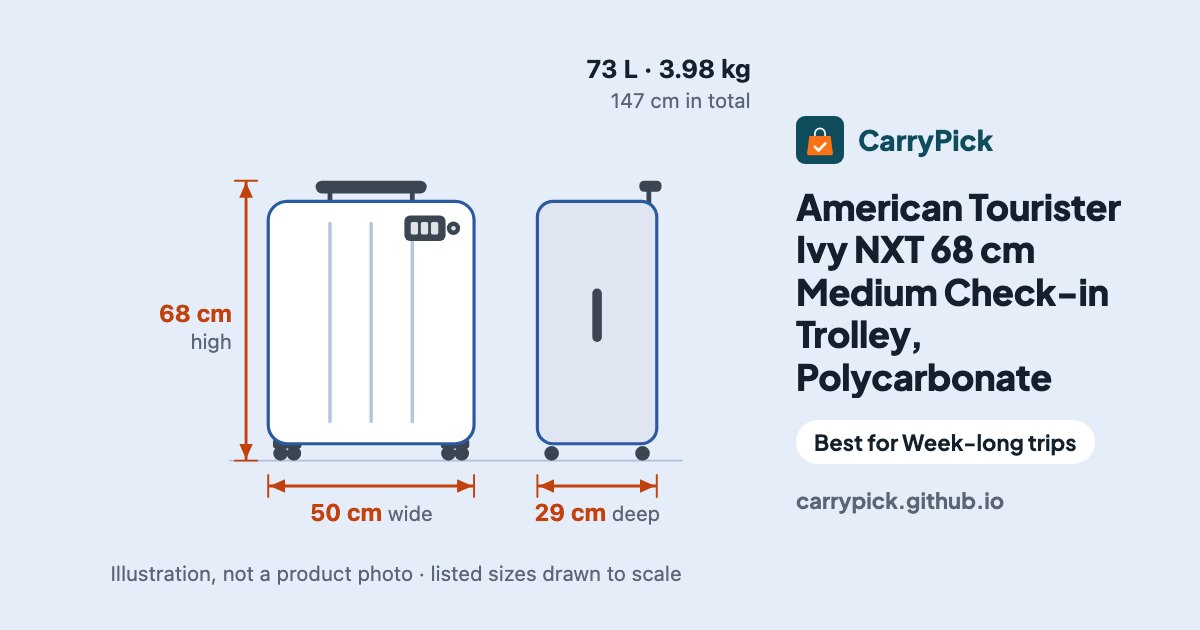 73 L · 3.98 kg
147 cm in total
CarryPick
American Tourister
Ivy NXT 68 cm
Medium Check-in
Trolley,
Polycarbonate
Best for Week-long trips
carrypick.github.io
68 cm
high
50 cm wide
29 cm deep
Illustration, not a product photo · listed sizes drawn to scale